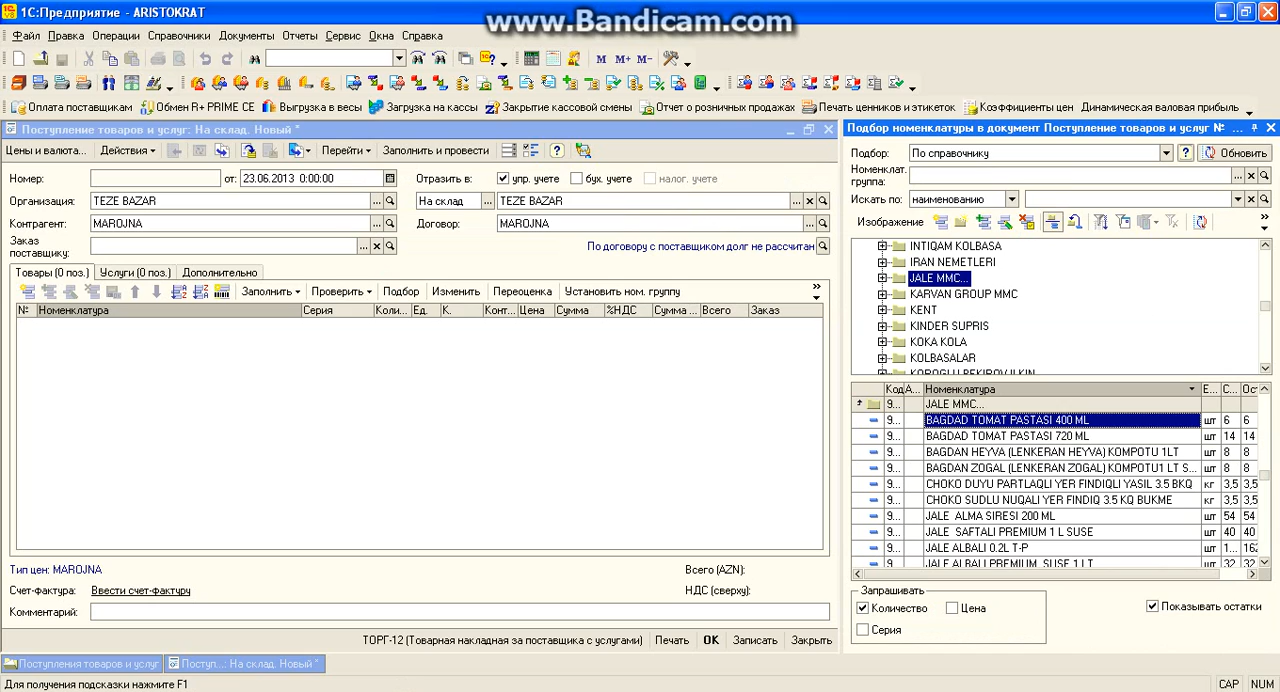 1С:Предприятие - ARISTOKRAT
www.Bandicam.com
Файл Правка Операции Справочники Документы Отчеты Сервис Окна Справка
M M+ M-
Оплата поставщикам Обмен R+ PRIME CE Выгрузка в весы Загрузка на кассы Закрытие кассовой смены Отчет о розничных продажах Печать ценников и этикеток Коэффициенты цен Динамическая валовая прибыль
Поступление товаров и услуг: На склад. Новый *
Цены и валюта... Действия Перейти Заполнить и провести
Номер: от: 23.06.2013 0:00:00 Отразить в: упр. учете бух. учете налог. учете
Организация: TEZE BAZAR На склад TEZE BAZAR
Контрагент: MAROJNA Договор: MAROJNA
Заказ поставщику: По договору с поставщиком долг не рассчитан
Товары (0 поз.) Услуги (0 поз.) Дополнительно
Заполнить Проверить Подбор Изменить Переоценка Установить ном. группу
№ Номенклатура Серия Коли... Ед. К. Конт... Цена Сумма %НДС Сумма ... Всего Заказ
Тип цен: MAROJNA Всего (AZN):
Счет-фактура: Ввести счет-фактуру НДС (сверху):
Комментарий:
ТОРГ-12 (Товарная накладная за поставщика с услугами) Печать OK Записать Закрыть
Подбор номенклатуры в документ Поступление товаров и услуг № ...
Подбор: По справочнику Обновить
Номенклат. группа:
Искать по: наименованию
Изображение
INTIQAM KOLBASA
IRAN NEMETLERI
JALE MMC...
KARVAN GROUP MMC
KENT
KINDER SUPRIS
KOKA KOLA
KOLBASALAR
Код А... Номенклатура Е... С... Ост
9... JALE MMC...
9... BAGDAD TOMAT PASTASI 400 ML шт 6 6
9... BAGDAD TOMAT PASTASI 720 ML шт 14 14
9... BAGDAN HEYVA (LENKERAN HEYVA) KOMPOTU 1LT шт 8 8
9... BAGDAN ZOGAL (LENKERAN ZOGAL) KOMPOTU1 LT S... шт 8 8
9... CHOKO DUYU PARTLAQLI YER FINDIQLI YASIL 3.5 BKQ кг 3,5 3,5
9... CHOKO SUDLU NUQALI YER FINDIQ 3.5 KQ BUKME кг 3,5 3,5
9... JALE ALMA SIRESI 200 ML шт 54 54
9... JALE SAFTALI PREMIUM 1 L SUSE шт 40 40
9... JALE ALBALI 0.2L T-P шт 1... 162
9... JALE ALBALI PREMIUM SUSE 1 LT шт 32 32
Запрашивать
Количество Цена Показывать остатки
Серия
Поступления товаров и услуг Поступ...: На склад. Новый *
Для получения подсказки нажмите F1 CAP NUM